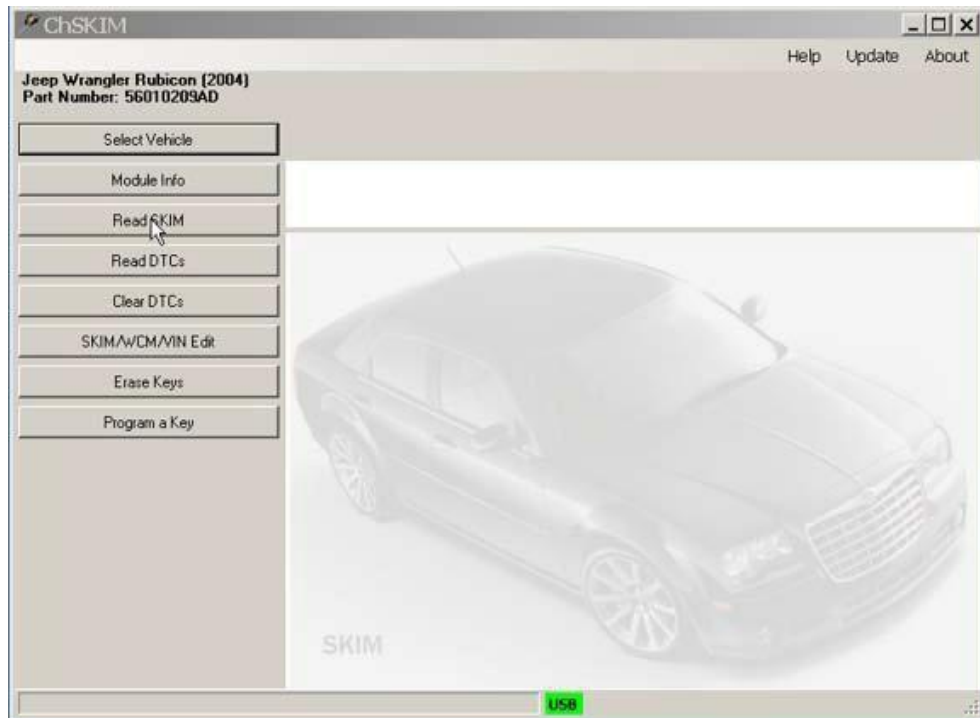 ChSKIM
Help Update About
Jeep Wrangler Rubicon (2004)
Part Number: 56010209AD
Select Vehicle
Module Info
Read SKIM
Read DTCs
Clear DTCs
SKIM/WCM/VIN Edit
Erase Keys
Program a Key
SKIM
USB